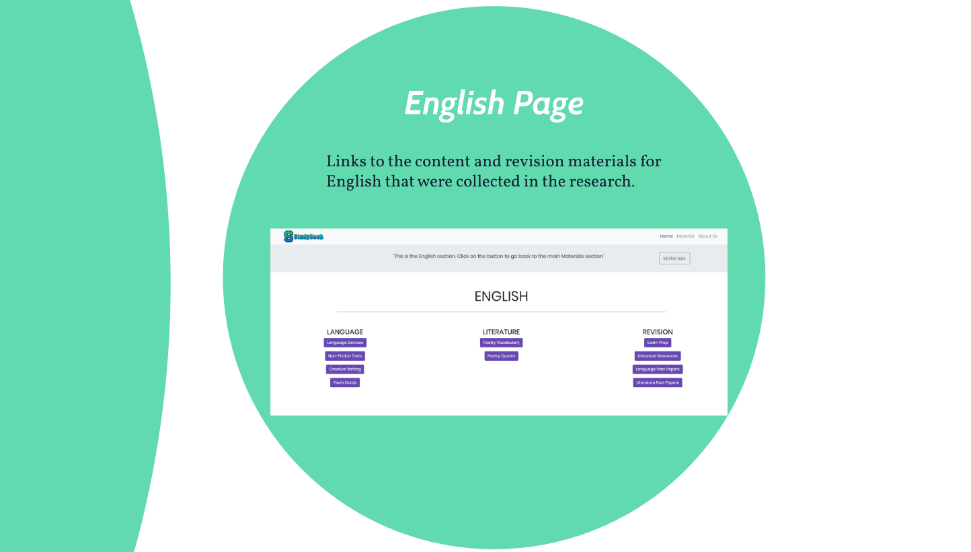 English Page
Links to the content and revision materials for
English that were collected in the research.
StudyGeek
Home Material About Us
'This is the English section. Click on the button to go back to the main Materials section'
Materials
ENGLISH
LANGUAGE
Language Devices
Non-Fiction Texts
Creative Writing
Flash Cards
LITERATURE
Poetry Vocabulary
Poetry Quotes
REVISION
Exam Prep
Literature Resources
Language Past Papers
Literature Past Papers